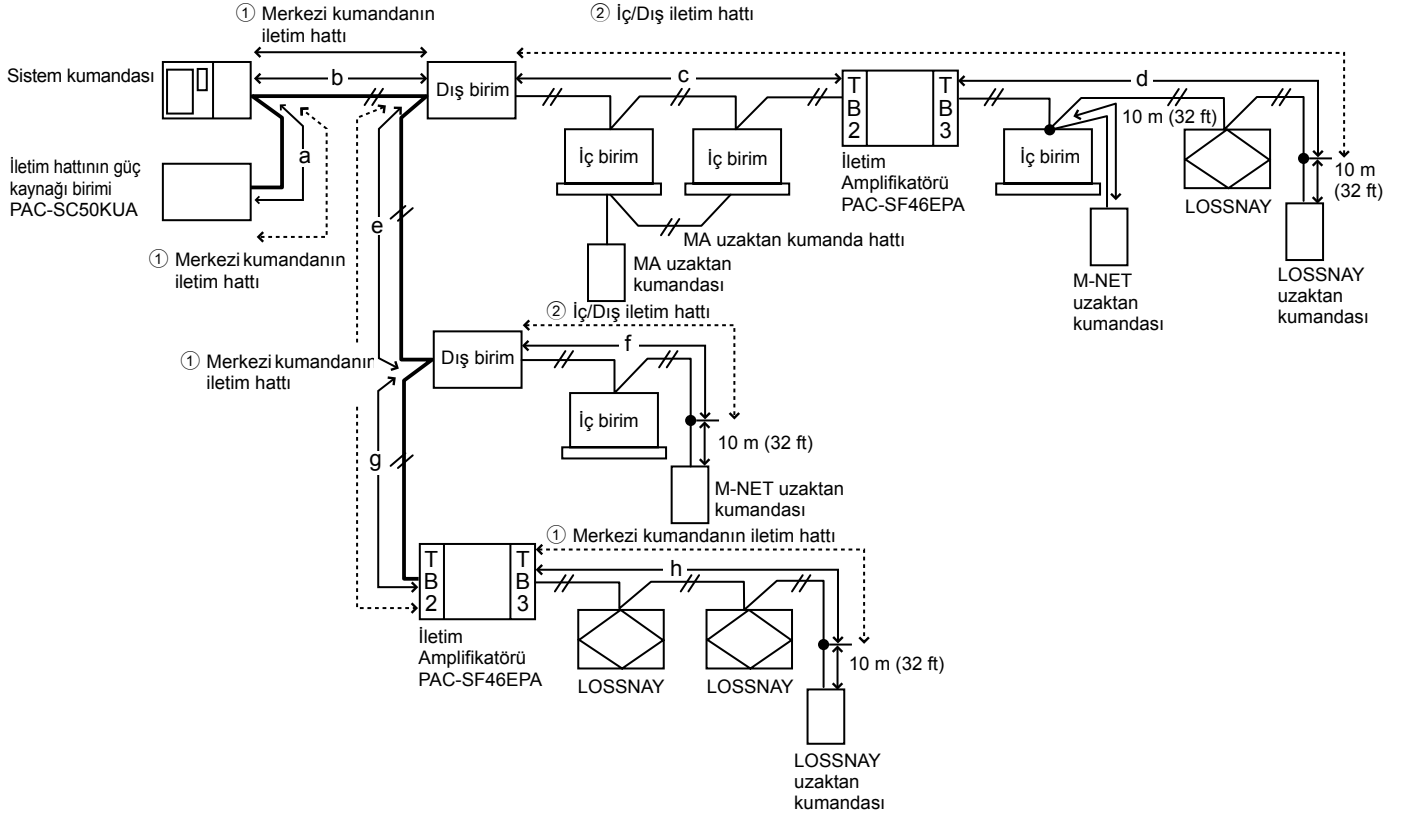 ① Merkezi kumandanın
iletim hattı
② İç/Dış iletim hattı
Sistem kumandası
b
Dış birim
c
T
B
2
T
B
3
d
10 m (32 ft)
a
İç birim
İç birim
İç birim
10 m
(32 ft)
İletim hattının güç
kaynağı birimi
PAC-SC50KUA
İletim
Amplifikatörü
PAC-SF46EPA
LOSSNAY
e
MA uzaktan kumanda hattı
① Merkezi kumandanın
iletim hattı
MA uzaktan
kumandası
M-NET
uzaktan
kumandası
LOSSNAY
uzaktan
kumandası
② İç/Dış iletim hattı
① Merkezi kumandanın
iletim hattı
Dış birim
f
İç birim
10 m (32 ft)
g
M-NET uzaktan
kumandası
① Merkezi kumandanın iletim hattı
T
B
2
T
B
3
h
İletim
Amplifikatörü
PAC-SF46EPA
LOSSNAY
LOSSNAY
10 m (32 ft)
LOSSNAY
uzaktan
kumandası